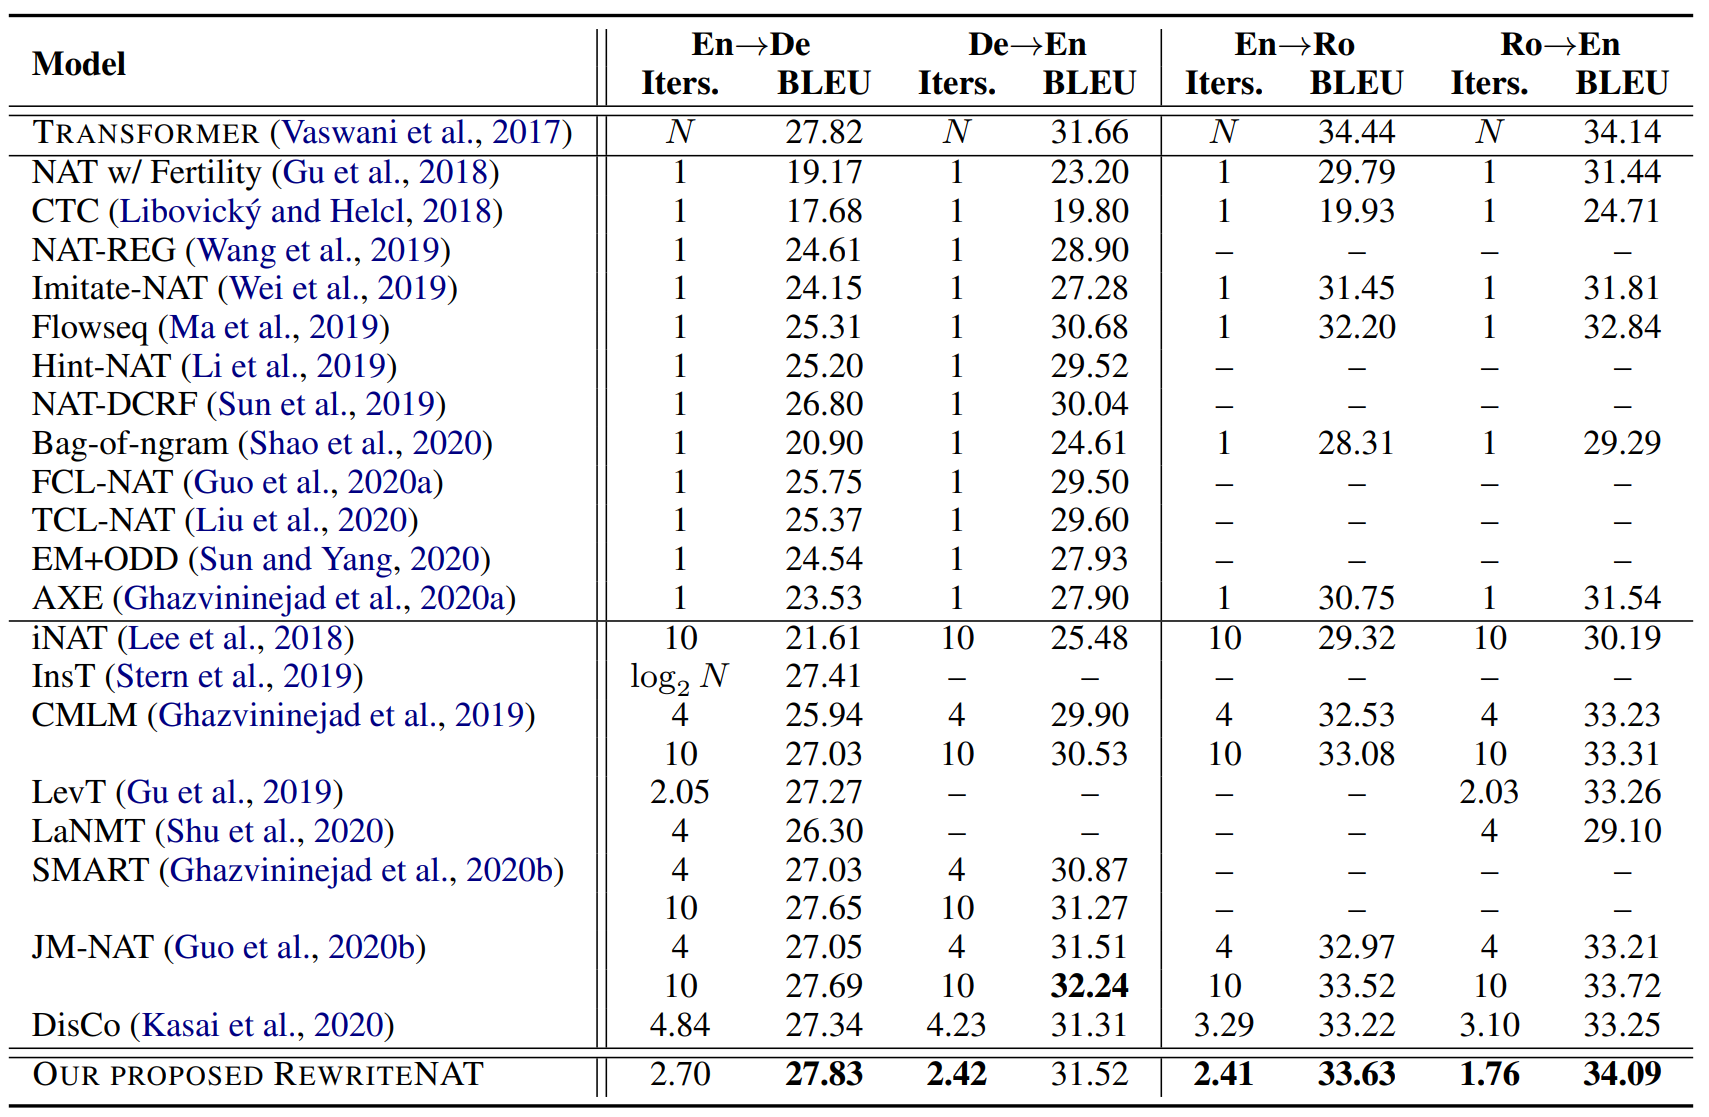 Model En→De De→En En→Ro Ro→En
Iters. BLEU Iters. BLEU Iters. BLEU Iters. BLEU
TRANSFORMER (Vaswani et al., 2017) N 27.82 N 31.66 N 34.44 N 34.14
NAT w/ Fertility (Gu et al., 2018) 1 19.17 1 23.20 1 29.79 1 31.44
CTC (Libovický and Helcl, 2018) 1 17.68 1 19.80 1 19.93 1 24.71
NAT-REG (Wang et al., 2019) 1 24.61 1 28.90 – – – –
Imitate-NAT (Wei et al., 2019) 1 24.15 1 27.28 1 31.45 1 31.81
Flowseq (Ma et al., 2019) 1 25.31 1 30.68 1 32.20 1 32.84
Hint-NAT (Li et al., 2019) 1 25.20 1 29.52 – – – –
NAT-DCRF (Sun et al., 2019) 1 26.80 1 30.04 – – – –
Bag-of-ngram (Shao et al., 2020) 1 20.90 1 24.61 1 28.31 1 29.29
FCL-NAT (Guo et al., 2020a) 1 25.75 1 29.50 – – – –
TCL-NAT (Liu et al., 2020) 1 25.37 1 29.60 – – – –
EM+ODD (Sun and Yang, 2020) 1 24.54 1 27.93 – – – –
AXE (Ghazvininejad et al., 2020a) 1 23.53 1 27.90 1 30.75 1 31.54
iNAT (Lee et al., 2018) 10 21.61 10 25.48 10 29.32 10 30.19
InsT (Stern et al., 2019) log₂ N 27.41 – – – – – –
CMLM (Ghazvininejad et al., 2019) 4 25.94 4 29.90 4 32.53 4 33.23
10 27.03 10 30.53 10 33.08 10 33.31
LevT (Gu et al., 2019) 2.05 27.27 – – – – 2.03 33.26
LaNMT (Shu et al., 2020) 4 26.30 – – – – 4 29.10
SMART (Ghazvininejad et al., 2020b) 4 27.03 4 30.87 – – – –
10 27.65 10 31.27 – – – –
JM-NAT (Guo et al., 2020b) 4 27.05 4 31.51 4 32.97 4 33.21
10 27.69 10 32.24 10 33.52 10 33.72
DisCo (Kasai et al., 2020) 4.84 27.34 4.23 31.31 3.29 33.22 3.10 33.25
OUR PROPOSED REWRITENAT 2.70 27.83 2.42 31.52 2.41 33.63 1.76 34.09